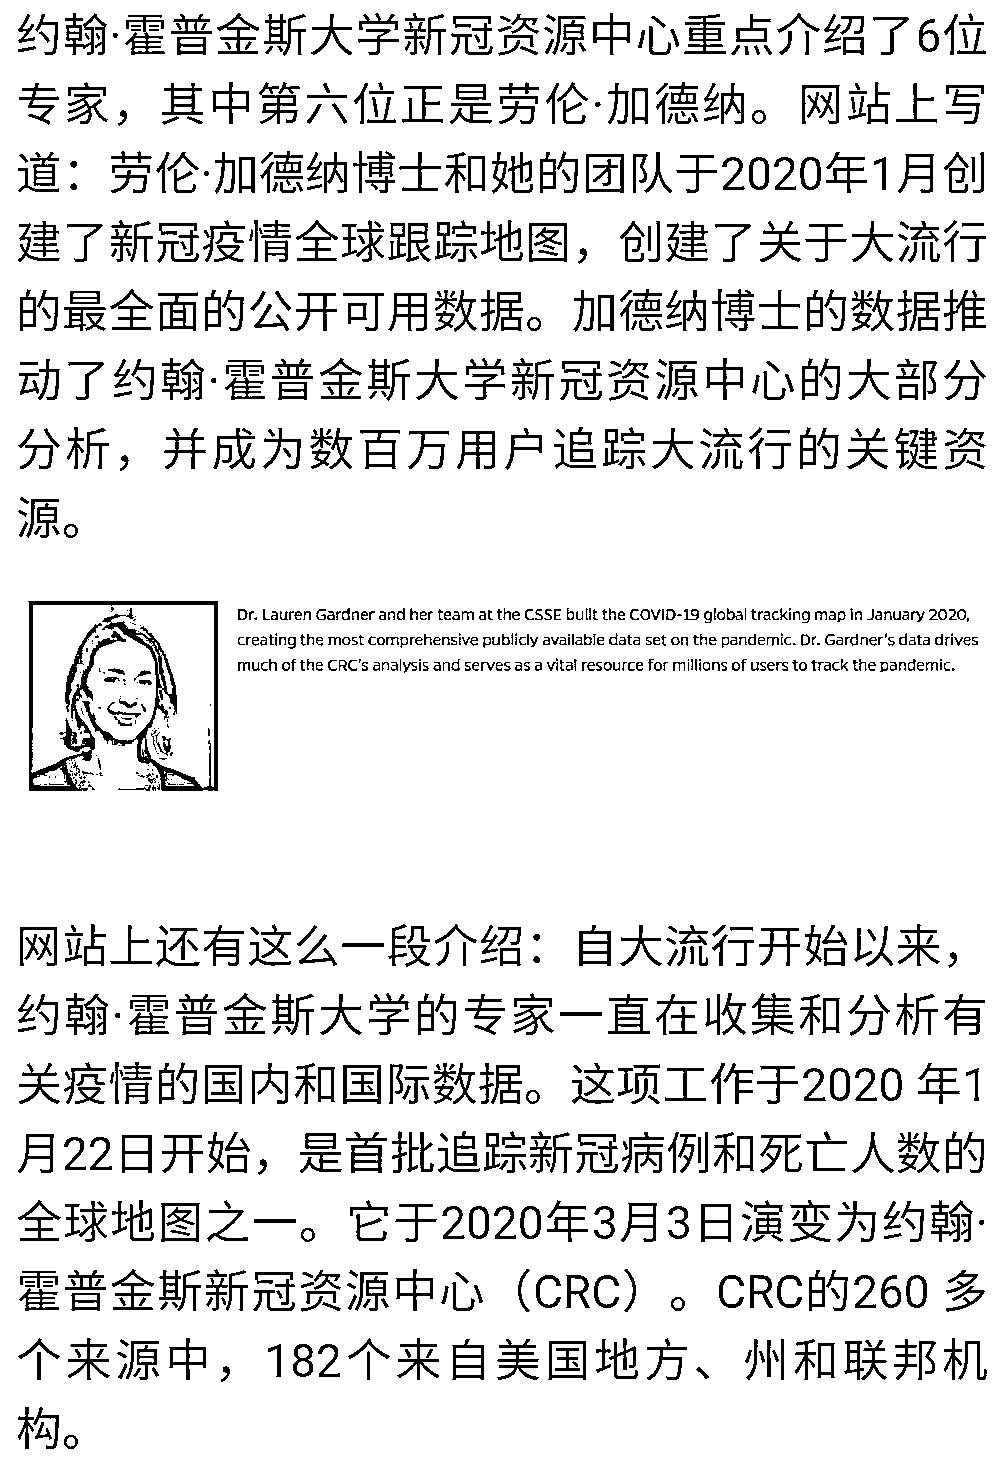 约翰·霍普金斯大学新冠资源中心重点介绍了6位
专家，其中第六位正是劳伦·加德纳。网站上写
道：劳伦·加德纳博士和她的团队于2020年1月创
建了新冠疫情全球跟踪地图，创建了关于大流行
的最全面的公开可用数据。加德纳博士的数据推
动了约翰·霍普金斯大学新冠资源中心的大部分
分析，并成为数百万用户追踪大流行的关键资
源。
Dr. Lauren Gardner and her team at the CSSE built the COVID-19 global tracking map in January 2020,
creating the most comprehensive publicly available data set on the pandemic. Dr. Gardner's data drives
much of the CRC's analysis and serves as a vital resource for millions of users to track the pandemic.
网站上还有这么一段介绍：自大流行开始以来，
约翰·霍普金斯大学的专家一直在收集和分析有
关疫情的国内和国际数据。这项工作于2020 年1
月22日开始，是首批追踪新冠病例和死亡人数的
全球地图之一。它于2020年3月3日演变为约翰·
霍普金斯新冠资源中心（CRC）。CRC的260 多
个来源中，182个来自美国地方、州和联邦机
构。